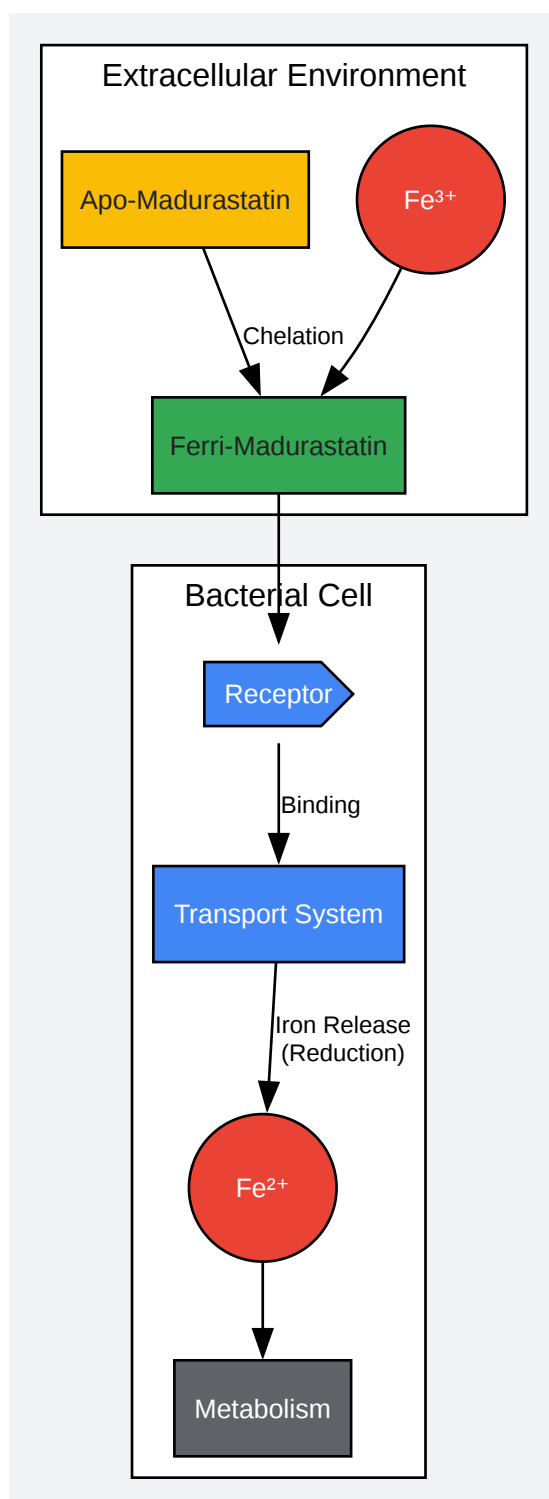 Extracellular Environment
Apo-Madurastatin
Fe³⁺
Chelation
Ferri-Madurastatin
Bacterial Cell
Receptor
Binding
Transport System
Iron Release
(Reduction)
Fe²⁺
Metabolism